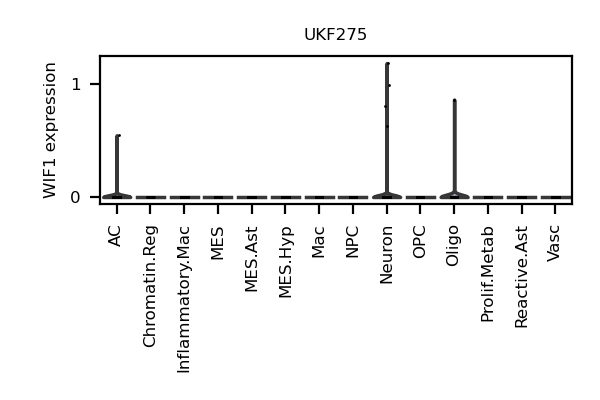 UKF275
WIF1 expression
1
0
AC
Chromatin.Reg
Inflammatory.Mac
MES
MES.Ast
MES.Hyp
Mac
NPC
Neuron
OPC
Oligo
Prolif.Metab
Reactive.Ast
Vasc